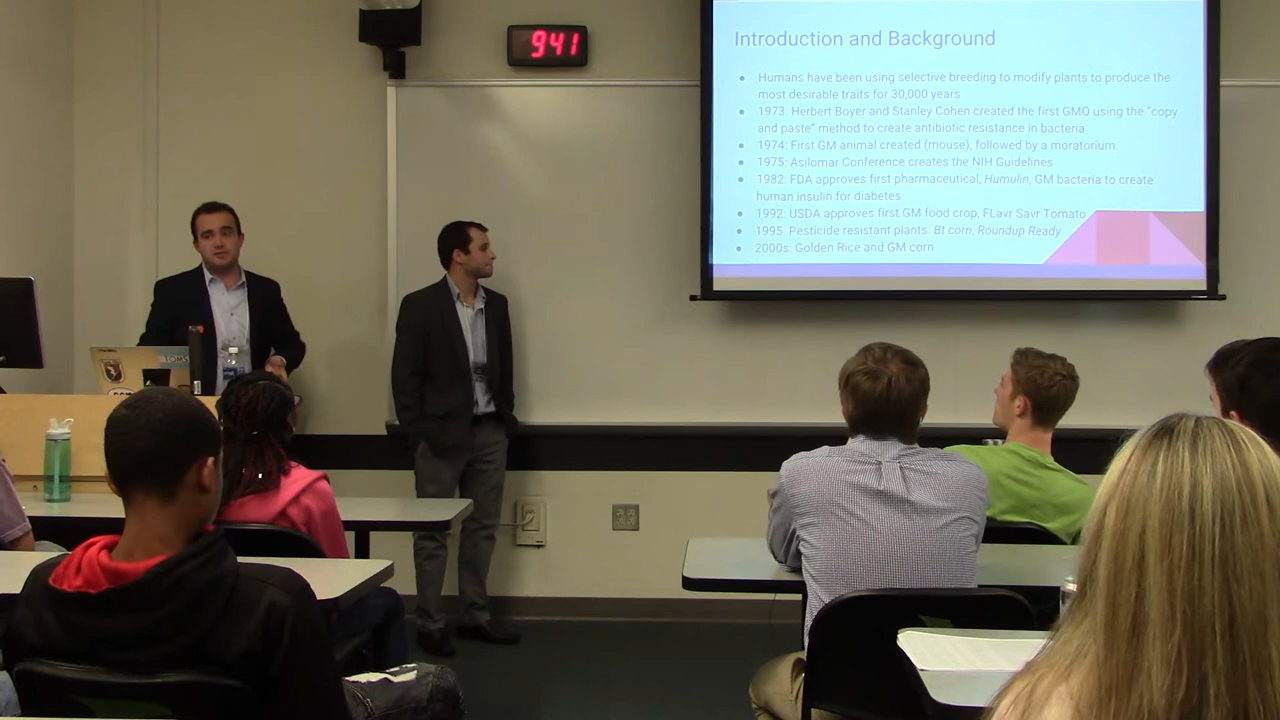 941
Introduction and Background
Humans have been using selective breeding to modify plants to produce the
most desirable traits for 30,000 years
1973: Herbert Boyer and Stanley Cohen created the first GMO using the "copy
and paste" method to create antibiotic resistance in bacteria
1974: First GM animal created (mouse), followed by a moratorium.
1975: Asilomar Conference creates the NIH Guidelines
1982: FDA approves first pharmaceutical, Humulin, GM bacteria to create
human insulin for diabetes
1992: USDA approves first GM food crop, FLavr Savr Tomato
1995: Pesticide resistant plants: Bt corn, Roundup Ready
2000s: Golden Rice and GM corn
TOMS